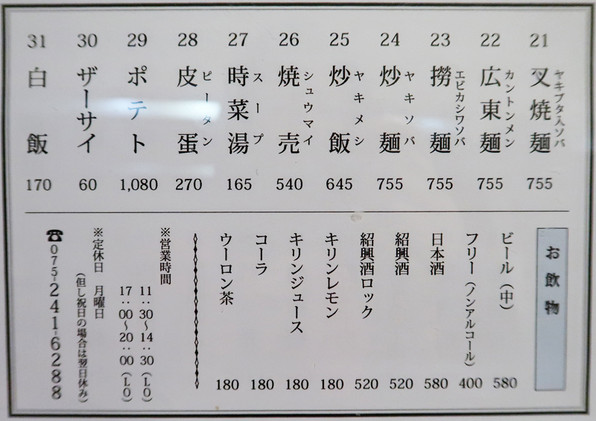 21 叉焼麺 ヤキブタ入ソバ 755
22 広東麺 カントンメン 755
23 撈麺 エビカシワソバ 755
24 炒麺 ヤキソバ 755
25 炒飯 ヤキメシ 645
26 焼売 シュウマイ 540
27 時菜湯 スープ 165
28 皮蛋 ピータン 270
29 ポテト 1,080
30 ザーサイ 60
31 白飯 170
お飲物
ビール(中) 580
フリー(ノンアルコール) 400
日本酒 580
紹興酒 520
紹興酒ロック 520
キリンレモン 180
キリンジュース 180
コーラ 180
ウーロン茶 180
※営業時間
11:30〜14:30(LO)
17:00〜20:00(LO)
※定休日 月曜日
(但し祝日の場合は翌日休み)
☎075-241-6288